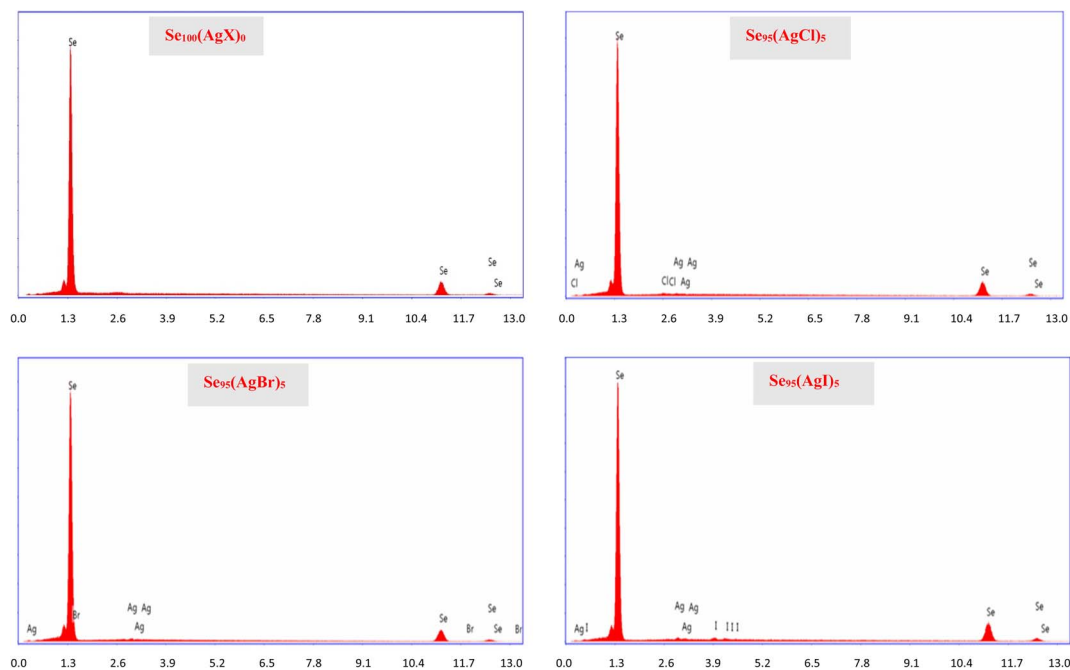 Se₁₀₀(AgX)₀
Se
Se
Se
Se
0.0 1.3 2.6 3.9 5.2 6.5 7.8 9.1 10.4 11.7 13.0
Se₉₅(AgCl)₅
Se
Ag
Cl
Ag Ag
ClCl Ag
Se
Se
Se
0.0 1.3 2.6 3.9 5.2 6.5 7.8 9.1 10.4 11.7 13.0
Se₉₅(AgBr)₅
Se
Br
Ag
Ag Ag
Ag
Se
Br
Se
Se
Br
0.0 1.3 2.6 3.9 5.2 6.5 7.8 9.1 10.4 11.7 13.0
Se₉₅(AgI)₅
Se
Ag I
Ag Ag
Ag
I III
Se
Se
Se
0.0 1.3 2.6 3.9 5.2 6.5 7.8 9.1 10.4 11.7 13.0